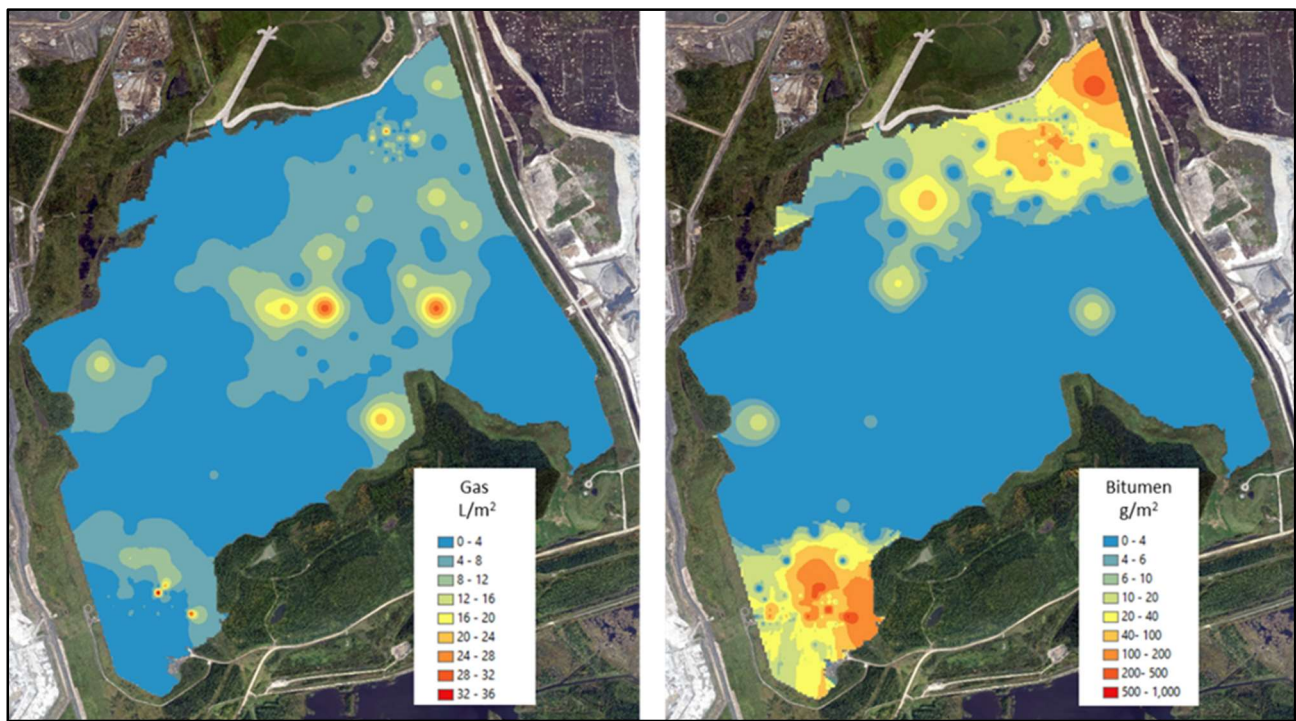 Gas
L/m²
0 - 4
4 - 8
8 - 12
12 - 16
16 - 20
20 - 24
24 - 28
28 - 32
32 - 36
Bitumen
g/m²
0 - 4
4 - 6
6 - 10
10 - 20
20 - 40
40- 100
100 - 200
200- 500
500 - 1,000